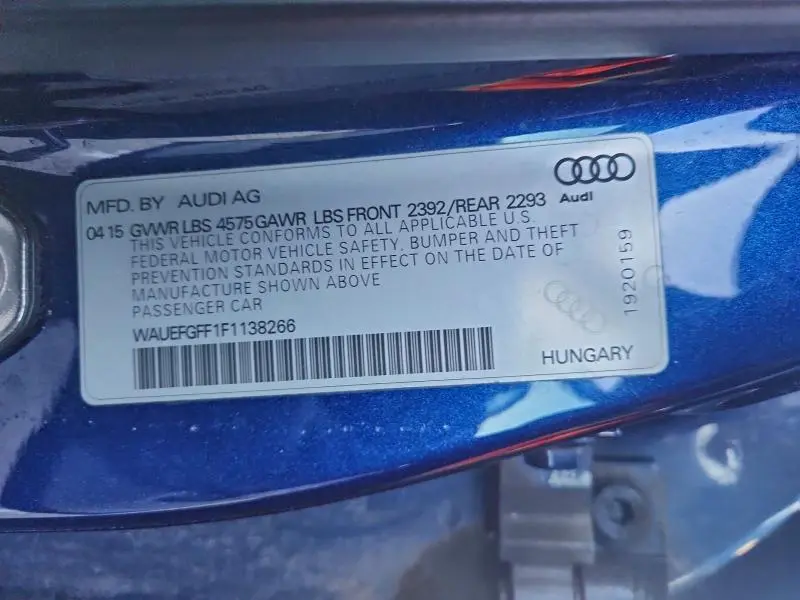 MFD. BY AUDI AG
Audi
04 15 GVWR LBS 4575 GAWR LBS FRONT 2392/REAR 2293
THIS VEHICLE CONFORMS TO ALL APPLICABLE U.S.
FEDERAL MOTOR VEHICLE SAFETY, BUMPER AND THEFT
PREVENTION STANDARDS IN EFFECT ON THE DATE OF
MANUFACTURE SHOWN ABOVE
PASSENGER CAR
WAUEFGFF1F1138266
HUNGARY
1920159